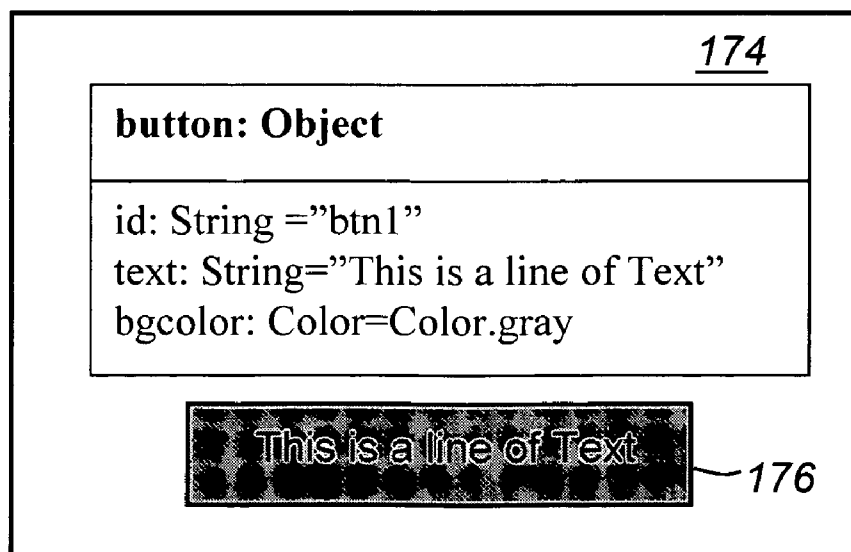 174
button: Object
id: String =”btn1”
text: String=”This is a line of Text”
bgcolor: Color=Color.gray
This is a line of Text
176